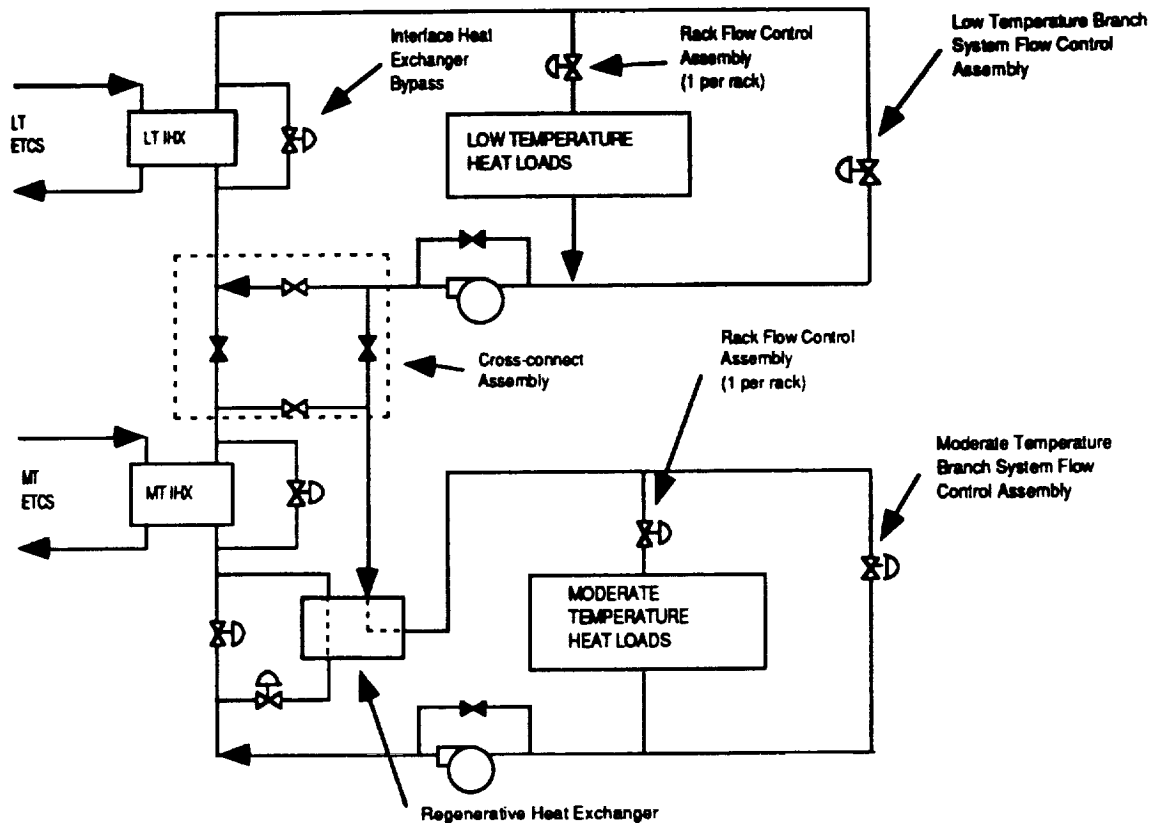 Interface Heat
Exchanger
Bypass
Rack Flow Control
Assembly
(1 per rack)
Low Temperature Branch
System Flow Control
Assembly
LT
ETCS
LT IHX
LOW TEMPERATURE
HEAT LOADS
Cross-connect
Assembly
Rack Flow Control
Assembly
(1 per rack)
Moderate Temperature
Branch System Flow
Control Assembly
MT
ETCS
MT IHX
MODERATE
TEMPERATURE
HEAT LOADS
Regenerative Heat Exchanger